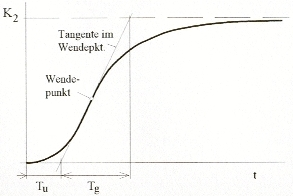 K2
Tangente im
Wendepkt.
Wende-
punkt
Tu
Tg
t